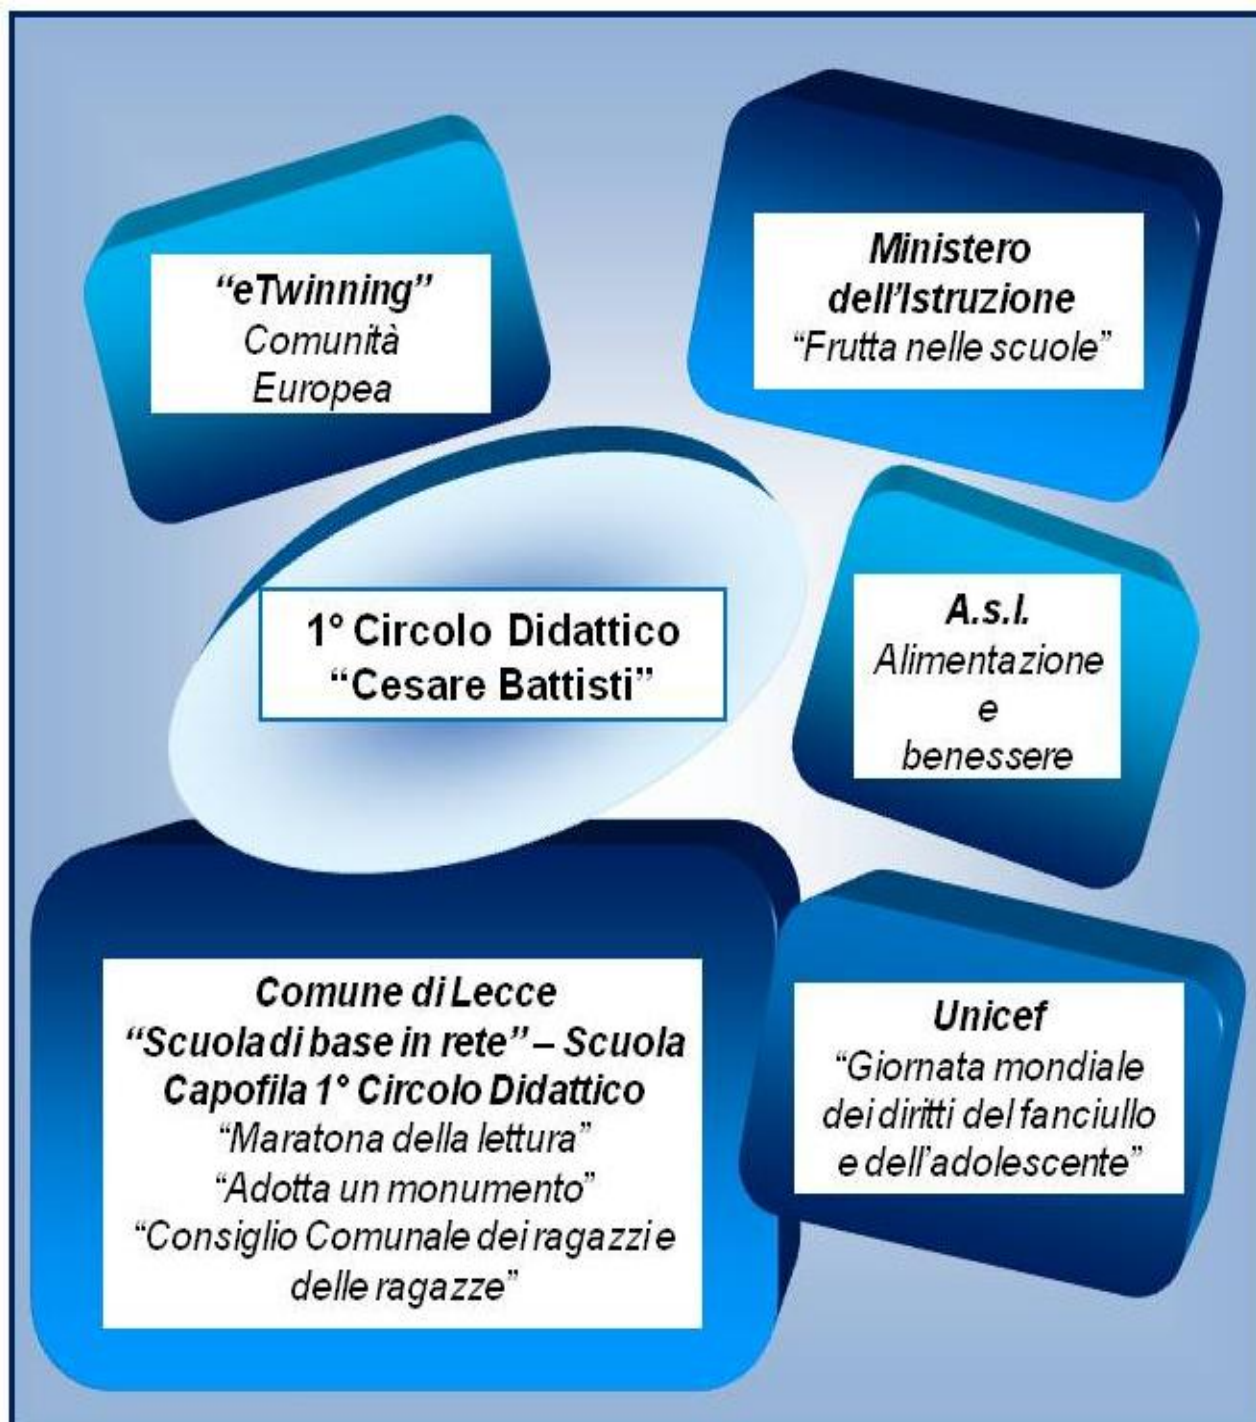 “eTwinning”
Comunità
Europea
Ministero
dell’Istruzione
“Frutta nelle scuole”
1° Circolo Didattico
“Cesare Battisti”
A.s.l.
Alimentazione
e
benessere
Comune di Lecce
“Scuola di base in rete” – Scuola
Capofila 1° Circolo Didattico
“Maratona della lettura”
“Adotta un monumento”
“Consiglio Comunale dei ragazzi e
delle ragazze”
Unicef
“Giornata mondiale
dei diritti del fanciullo
e dell’adolescente”